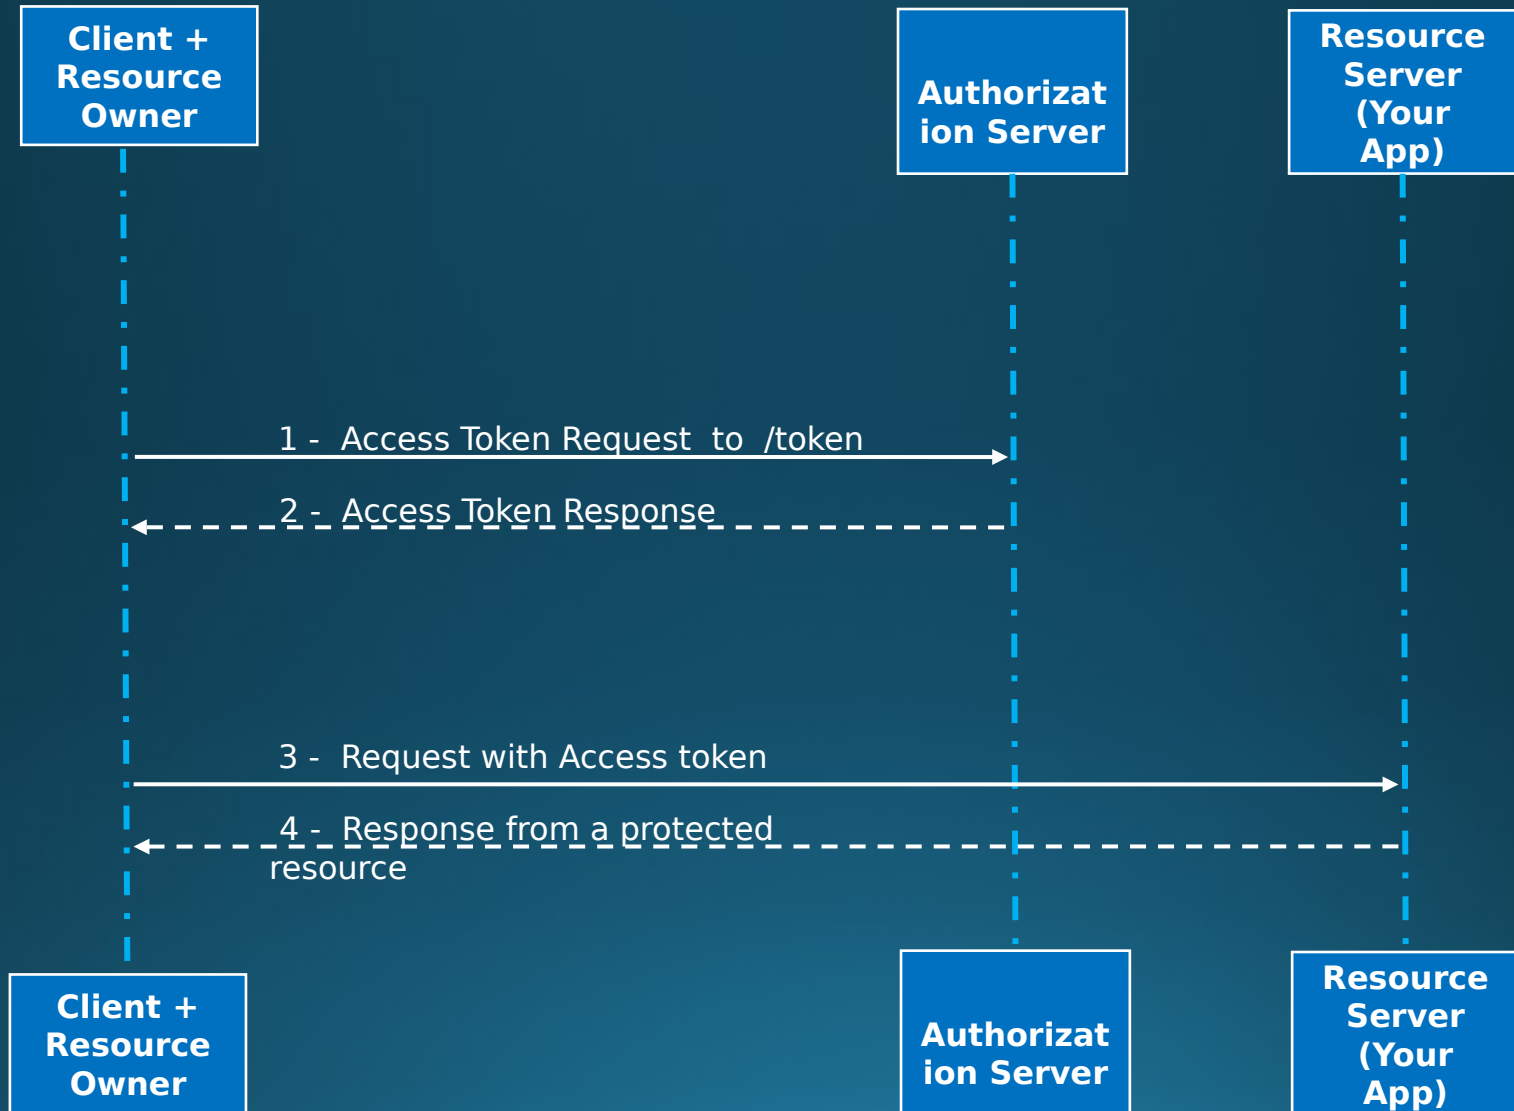 Client +
Resource
Owner
Authorizat
ion Server
Resource
Server
(Your
App)
1 - Access Token Request to /token
2 - Access Token Response
3 - Request with Access token
4 - Response from a protected
resource
Client +
Resource
Owner
Authorizat
ion Server
Resource
Server
(Your
App)